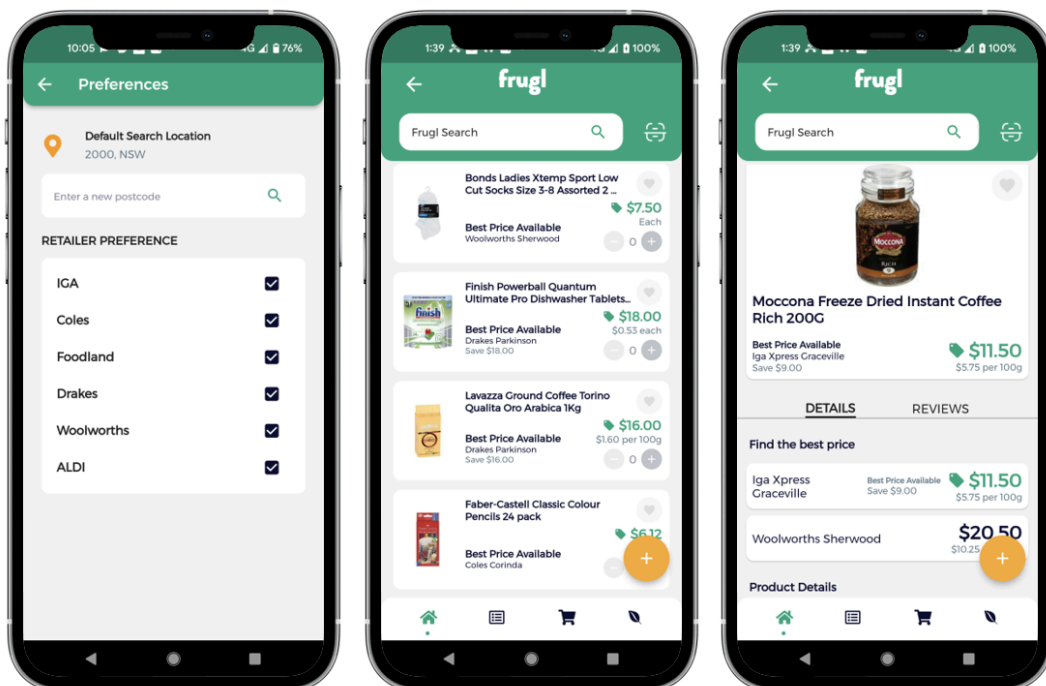 10:05
4G 76%
Preferences
Default Search Location
2000, NSW
Enter a new postcode
RETAILER PREFERENCE
IGA
Coles
Foodland
Drakes
Woolworths
ALDI
1:39
4G 100%
frugl
Frugl Search
Bonds Ladies Xtemp Sport Low
Cut Socks Size 3-8 Assorted 2 ...
$7.50
Each
Best Price Available
Woolworths Sherwood
0
Finish Powerball Quantum
Ultimate Pro Dishwasher Tablets...
finish
$18.00
$0.53 each
Best Price Available
Drakes Parkinson
Save $18.00
0
Lavazza Ground Coffee Torino
Qualita Oro Arabica 1Kg
$16.00
$1.60 per 100g
Best Price Available
Drakes Parkinson
Save $16.00
0
Faber-Castell Classic Colour
Pencils 24 pack
$6.12
Best Price Available
Coles Corinda
1:39
4G 100%
frugl
Frugl Search
MOCCONA
RICH
Moccona Freeze Dried Instant Coffee
Rich 200G
Best Price Available
Iga Xpress Graceville
Save $9.00
$11.50
$5.75 per 100g
DETAILS REVIEWS
Find the best price
Iga Xpress
Graceville
Best Price Available
Save $9.00
$11.50
$5.75 per 100g
Woolworths Sherwood
$20.50
$10.25
Product Details